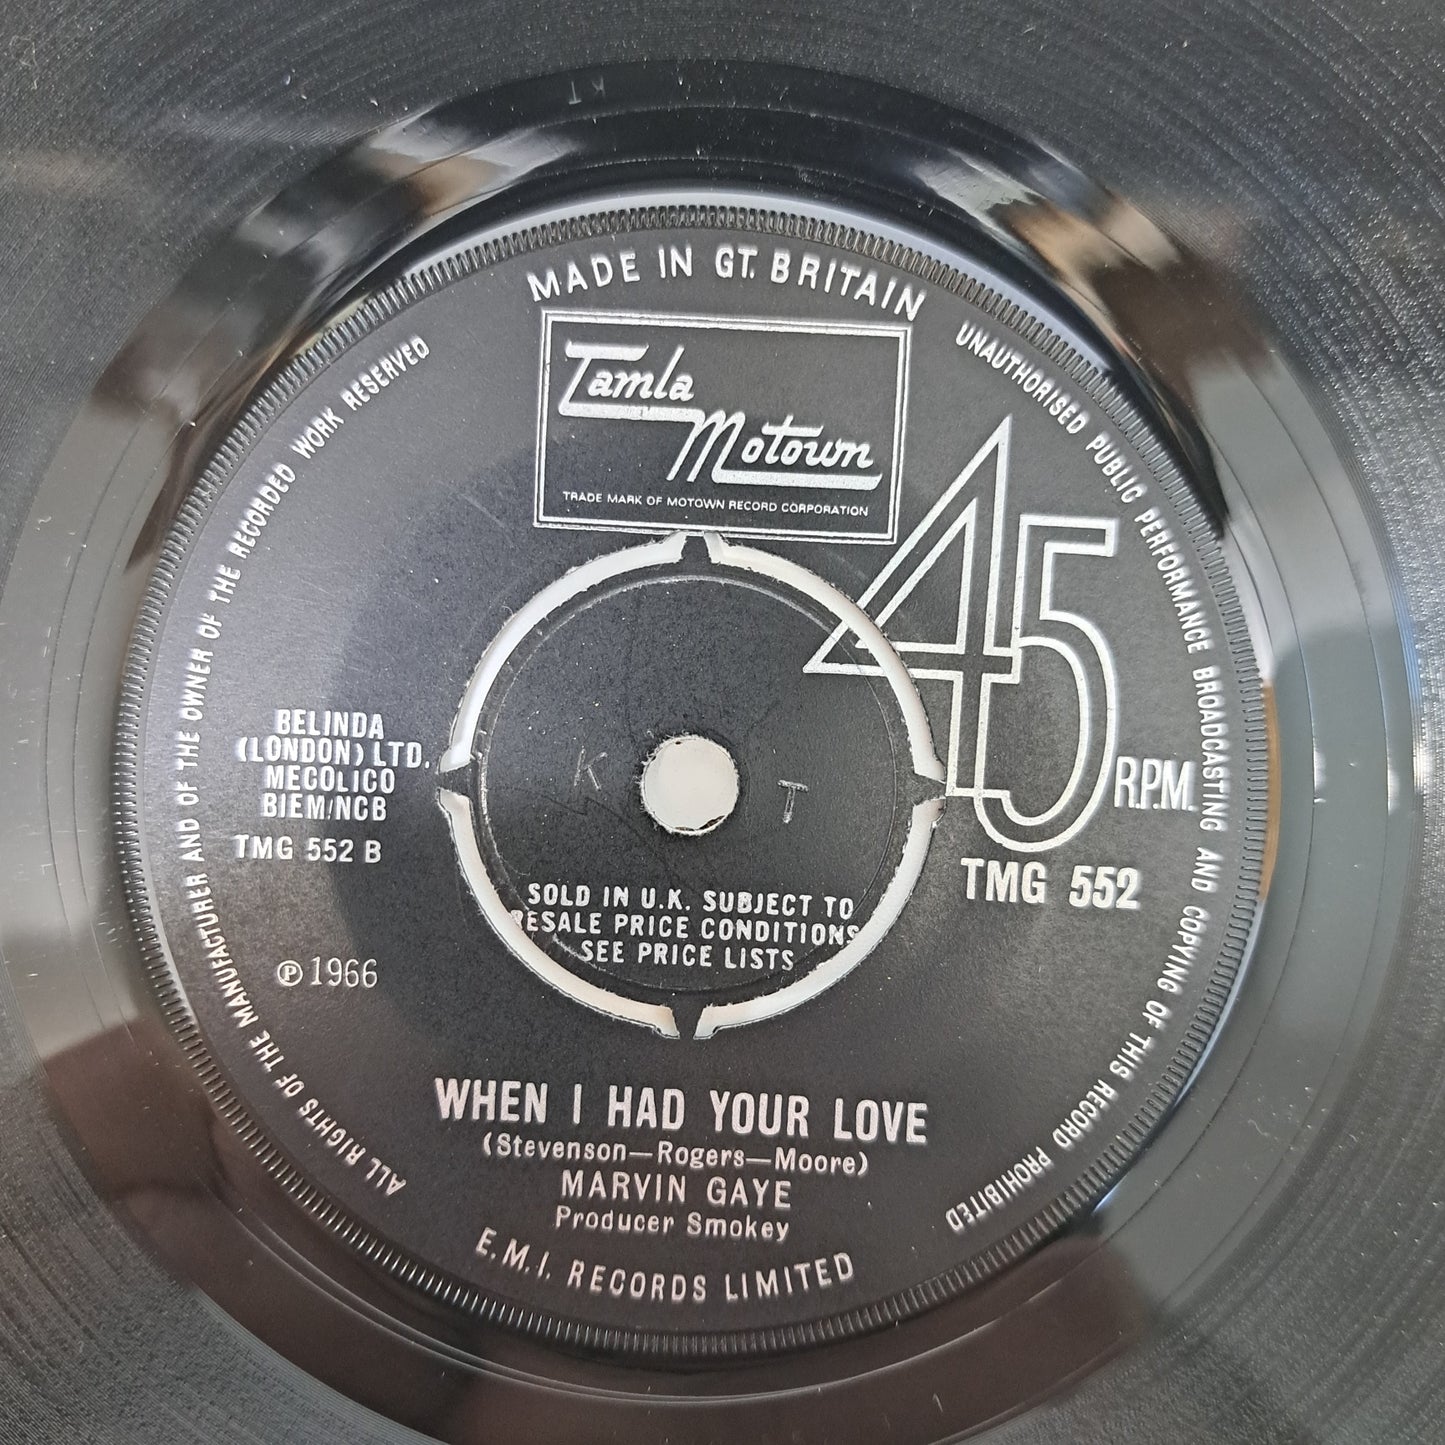 KT
MADE IN GT. BRITAIN
Tamla
Motown
TRADE MARK OF MOTOWN RECORD CORPORATION
ALL RIGHTS OF THE MANUFACTURER AND OF THE OWNER OF THE RECORDED WORK RESERVED
UNAUTHORISED PUBLIC PERFORMANCE BROADCASTING AND COPYING OF THIS RECORD PROHIBITED
45
R.P.M.
TMG 552
BELINDA
(LONDON) LTD.
MECOLICO
BIEM/NCB
TMG 552 B
℗ 1966
K T
SOLD IN U.K. SUBJECT TO
RESALE PRICE CONDITIONS
SEE PRICE LISTS
WHEN I HAD YOUR LOVE
(Stevenson—Rogers—Moore)
MARVIN GAYE
Producer Smokey
E.M.I. RECORDS LIMITED